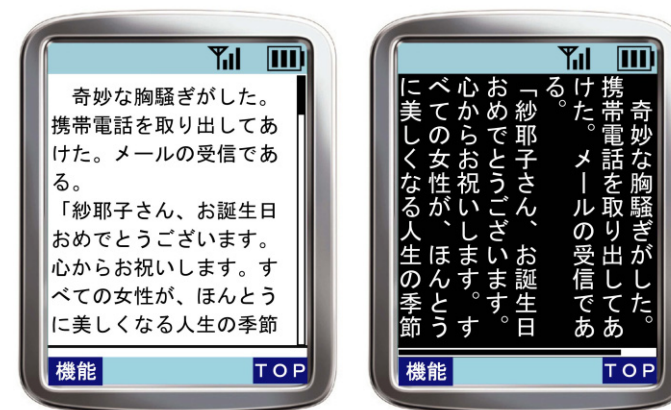 奇妙な胸騒ぎがした。
携帯電話を取り出してあ
けた。メールの受信であ
る。
「紗耶子さん、お誕生日
おめでとうございます。
心からお祝いします。す
べての女性が、ほんとう
に美しくなる人生の季節
機能
TOP
　奇妙な胸騒ぎがした。
携帯電話を取り出してあ
けた。メールの受信であ
る。
「紗耶子さん、お誕生日
おめでとうございます。
心からお祝いします。す
べての女性が、ほんとう
に美しくなる人生の季節
機能
TOP